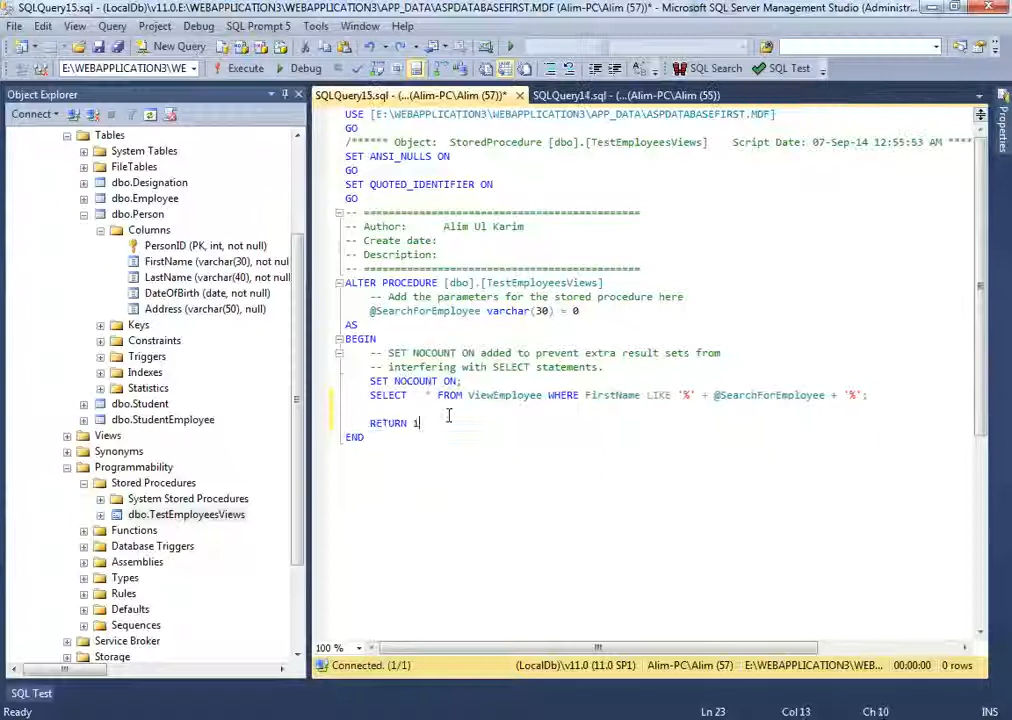 SQLQuery15.sql - (LocalDb)\v11.0.E:\WEBAPPLICATION3\WEBAPPLICATION3\APP_DATA\ASPDATABASEFIRST.MDF (Alim-PC\Alim (57))* - Microsoft SQL Server Management Studio (Administr...
File Edit View Query Project Debug SQL Prompt 5 Tools Window Help
New Query
E:\WEBAPPLICATION3\WE Execute Debug SQL Search SQL Test
Object Explorer
Connect
Tables
System Tables
FileTables
dbo.Designation
dbo.Employee
dbo.Person
Columns
PersonID (PK, int, not null)
FirstName (varchar(30), not nul
LastName (varchar(40), not nul
DateOfBirth (date, not null)
Address (varchar(50), null)
Keys
Constraints
Triggers
Indexes
Statistics
dbo.Student
dbo.StudentEmployee
Views
Synonyms
Programmability
Stored Procedures
System Stored Procedures
dbo.TestEmployeesViews
Functions
Database Triggers
Assemblies
Types
Rules
Defaults
Sequences
Service Broker
Storage
SQLQuery15.sql - (...(Alim-PC\Alim (57))* SQLQuery14.sql - (...(Alim-PC\Alim (55))
USE [E:\WEBAPPLICATION3\WEBAPPLICATION3\APP_DATA\ASPDATABASEFIRST.MDF]
GO
/****** Object: StoredProcedure [dbo].[TestEmployeesViews] Script Date: 07-Sep-14 12:55:53 AM ****
SET ANSI_NULLS ON
GO
SET QUOTED_IDENTIFIER ON
GO
-- =============================================
-- Author: Alim Ul Karim
-- Create date:
-- Description:
-- =============================================
ALTER PROCEDURE [dbo].[TestEmployeesViews]
-- Add the parameters for the stored procedure here
@SearchForEmployee varchar(30) = 0
AS
BEGIN
-- SET NOCOUNT ON added to prevent extra result sets from
-- interfering with SELECT statements.
SET NOCOUNT ON;
SELECT * FROM ViewEmployee WHERE FirstName LIKE '%' + @SearchForEmployee + '%';
RETURN 1
END
100 %
Connected. (1/1) (LocalDb)\v11.0 (11.0 SP1) Alim-PC\Alim (57) E:\WEBAPPLICATION3\WEB... 00:00:00 0 rows
Properties
SQL Test
Ready Ln 23 Col 13 Ch 10 INS